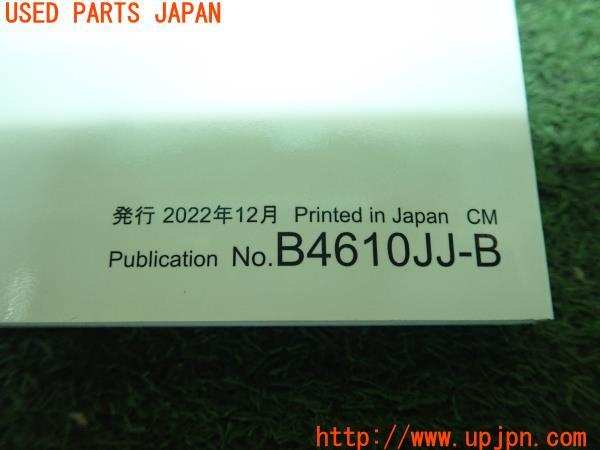 USED PARTS JAPAN
発行 2022年12月 Printed in Japan CM
Publication No.B4610JJ-B
http://www.upjpn.com/